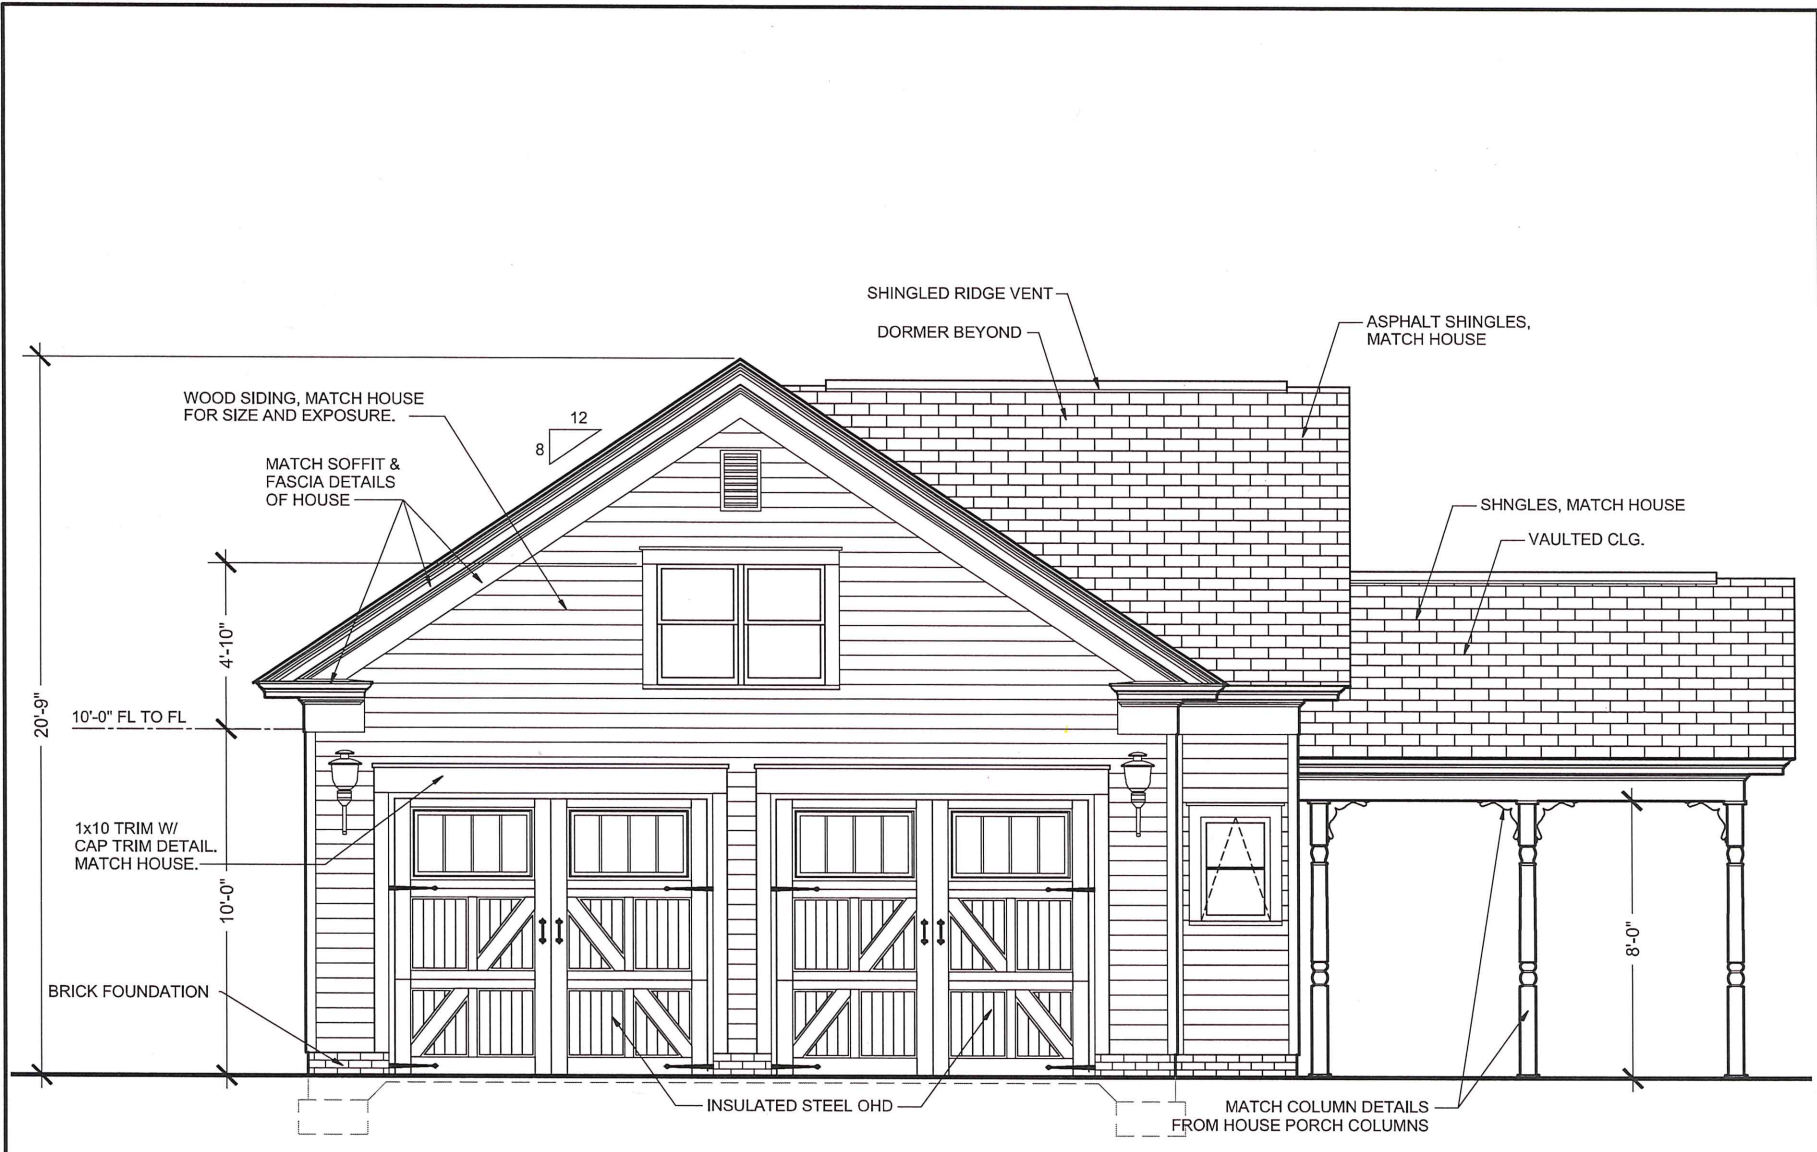 SHINGLED RIDGE VENT
DORMER BEYOND
ASPHALT SHINGLES,
MATCH HOUSE
WOOD SIDING, MATCH HOUSE
FOR SIZE AND EXPOSURE.
12
8
MATCH SOFFIT &
FASCIA DETAILS
OF HOUSE
SHNGLES, MATCH HOUSE
VAULTED CLG.
4'-10"
20'-9"
10'-0" FL TO FL
1x10 TRIM W/
CAP TRIM DETAIL.
MATCH HOUSE.
10'-0"
8'-0"
BRICK FOUNDATION
INSULATED STEEL OHD
MATCH COLUMN DETAILS
FROM HOUSE PORCH COLUMNS